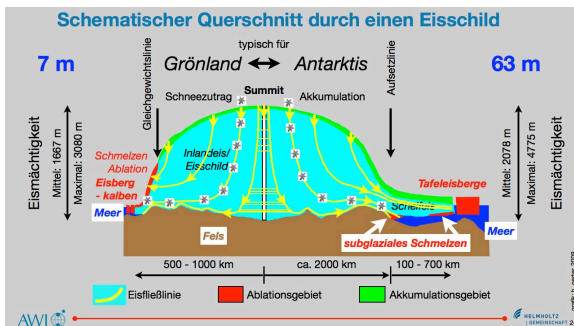 Schematischer Querschnitt durch einen Eisschild
7 m
typisch für
Grönland
Antarktis
63 m
Gleichgewichtslinie
Schneezutrag
Summit
Akkumulation
Aufsetzlinie
Eismächtigkeit
Mittel: 1667 m
Maximal: 3080 m
Schmelzen
Ablation
Eisberg
- kalben
Meer
Inlandeis/
Eisschild
Tafeleisberge
Schelfeis
Mittel: 2078 m
Maximal: 4775 m
Eismächtigkeit
Fels
subglaziales Schmelzen
Meer
500 - 1000 km
ca. 2000 km
100 - 700 km
Eisfließlinie
Ablationsgebiet
Akkumulationsgebiet
AWI
HELMHOLTZ
GEMEINSCHAFT